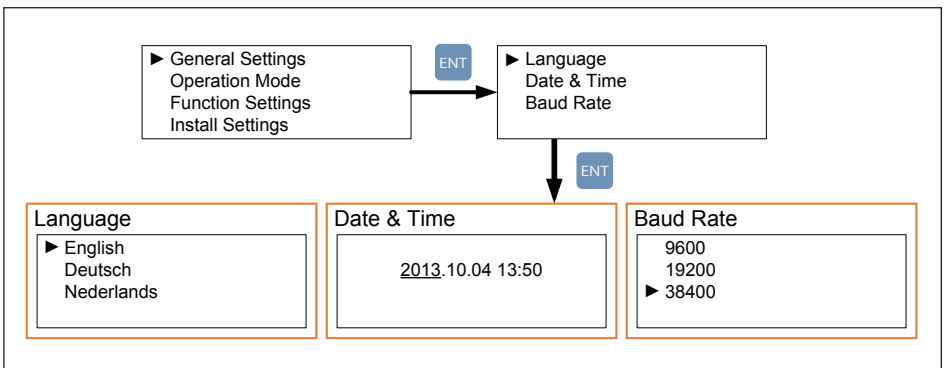 ► General Settings
Operation Mode
Function Settings
Install Settings
ENT
► Language
Date & Time
Baud Rate
ENT
Language
► English
Deutsch
Nederlands
Date & Time
2013.10.04 13:50
Baud Rate
9600
19200
► 38400